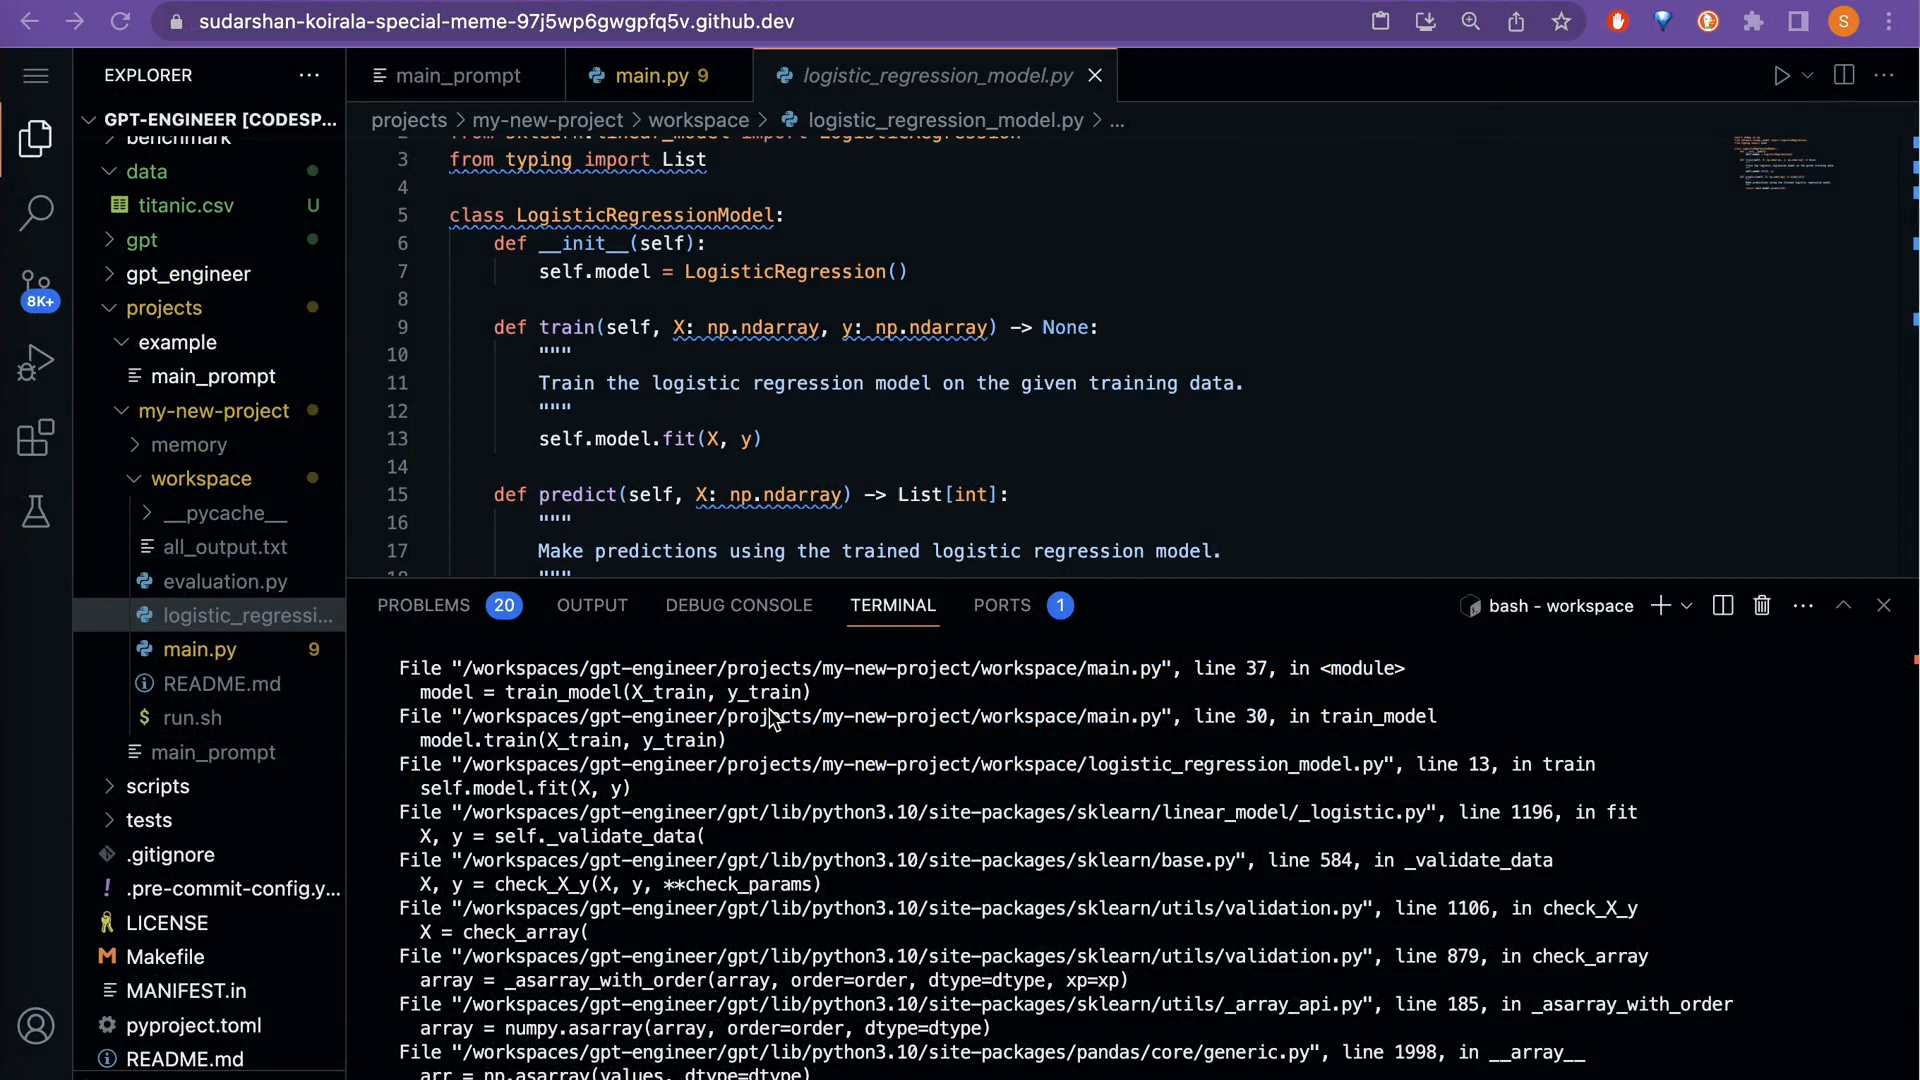 sudarshan-koirala-special-meme-97j5wp6gwgpfq5v.github.dev
S
EXPLORER
main_prompt
main.py 9
logistic_regression_model.py
GPT-ENGINEER [CODESP...
projects > my-new-project > workspace > logistic_regression_model.py > ...
benchmark
data
titanic.csv U
gpt
gpt_engineer
projects
example
main_prompt
my-new-project
memory
workspace
__pycache__
all_output.txt
evaluation.py
logistic_regressi...
main.py 9
README.md
run.sh
main_prompt
scripts
tests
.gitignore
.pre-commit-config.y...
LICENSE
Makefile
MANIFEST.in
pyproject.toml
README.md
8K+
from sklearn.linear_model import LogisticRegression
3 from typing import List
4
5 class LogisticRegressionModel:
6 def __init__(self):
7 self.model = LogisticRegression()
8
9 def train(self, X: np.ndarray, y: np.ndarray) -> None:
10 """
11 Train the logistic regression model on the given training data.
12 """
13 self.model.fit(X, y)
14
15 def predict(self, X: np.ndarray) -> List[int]:
16 """
17 Make predictions using the trained logistic regression model.
18 """
PROBLEMS 20 OUTPUT DEBUG CONSOLE TERMINAL PORTS 1
bash - workspace
File "/workspaces/gpt-engineer/projects/my-new-project/workspace/main.py", line 37, in <module>
model = train_model(X_train, y_train)
File "/workspaces/gpt-engineer/projects/my-new-project/workspace/main.py", line 30, in train_model
model.train(X_train, y_train)
File "/workspaces/gpt-engineer/projects/my-new-project/workspace/logistic_regression_model.py", line 13, in train
self.model.fit(X, y)
File "/workspaces/gpt-engineer/gpt/lib/python3.10/site-packages/sklearn/linear_model/_logistic.py", line 1196, in fit
X, y = self._validate_data(
File "/workspaces/gpt-engineer/gpt/lib/python3.10/site-packages/sklearn/base.py", line 584, in _validate_data
X, y = check_X_y(X, y, **check_params)
File "/workspaces/gpt-engineer/gpt/lib/python3.10/site-packages/sklearn/utils/validation.py", line 1106, in check_X_y
X = check_array(
File "/workspaces/gpt-engineer/gpt/lib/python3.10/site-packages/sklearn/utils/validation.py", line 879, in check_array
array = _asarray_with_order(array, order=order, dtype=dtype, xp=xp)
File "/workspaces/gpt-engineer/gpt/lib/python3.10/site-packages/sklearn/utils/_array_api.py", line 185, in _asarray_with_order
array = numpy.asarray(array, order=order, dtype=dtype)
File "/workspaces/gpt-engineer/gpt/lib/python3.10/site-packages/pandas/core/generic.py", line 1998, in __array__
arr = np.asarray(values, dtype=dtype)